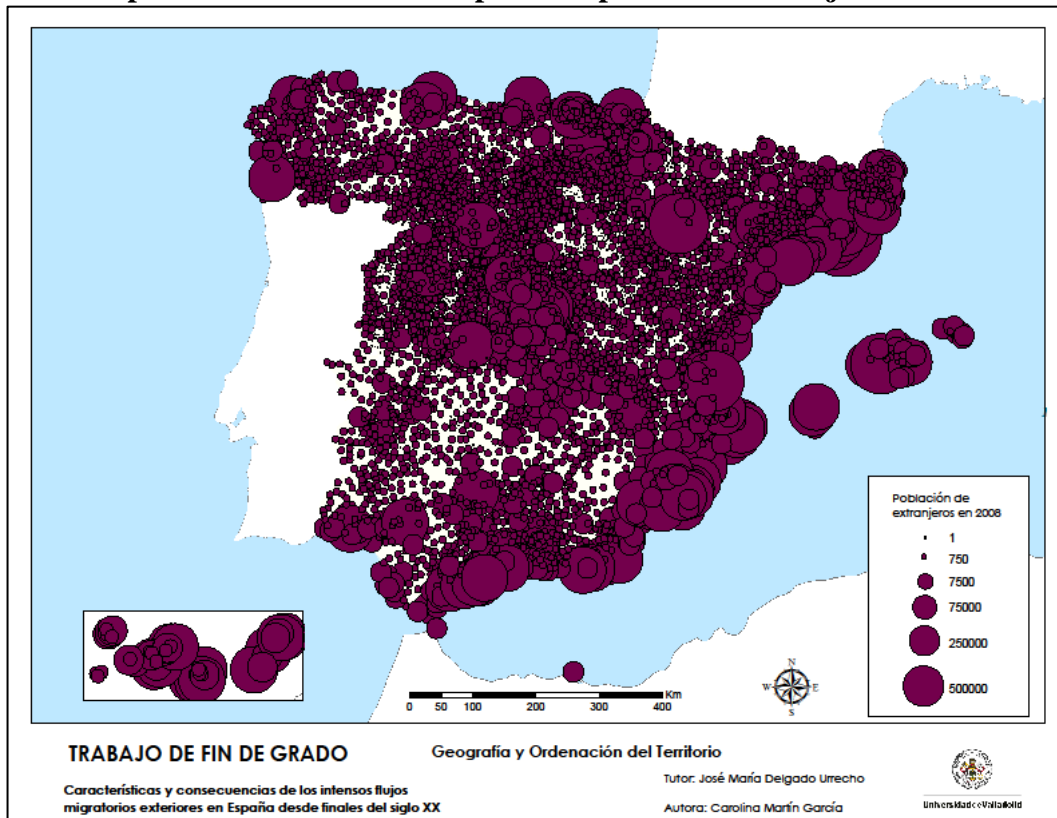 Población de
extranjeros en 2008
1
750
7500
75000
250000
500000
N
W E
S
Km
0 50 100 200 300 400
TRABAJO DE FIN DE GRADO
Geografía y Ordenación del Territorio
Características y consecuencias de los intensos flujos
migratorios exteriores en España desde finales del siglo XX
Tutor: José María Delgado Urrecho
Autora: Carolina Martín García
Universidad de Valladolid